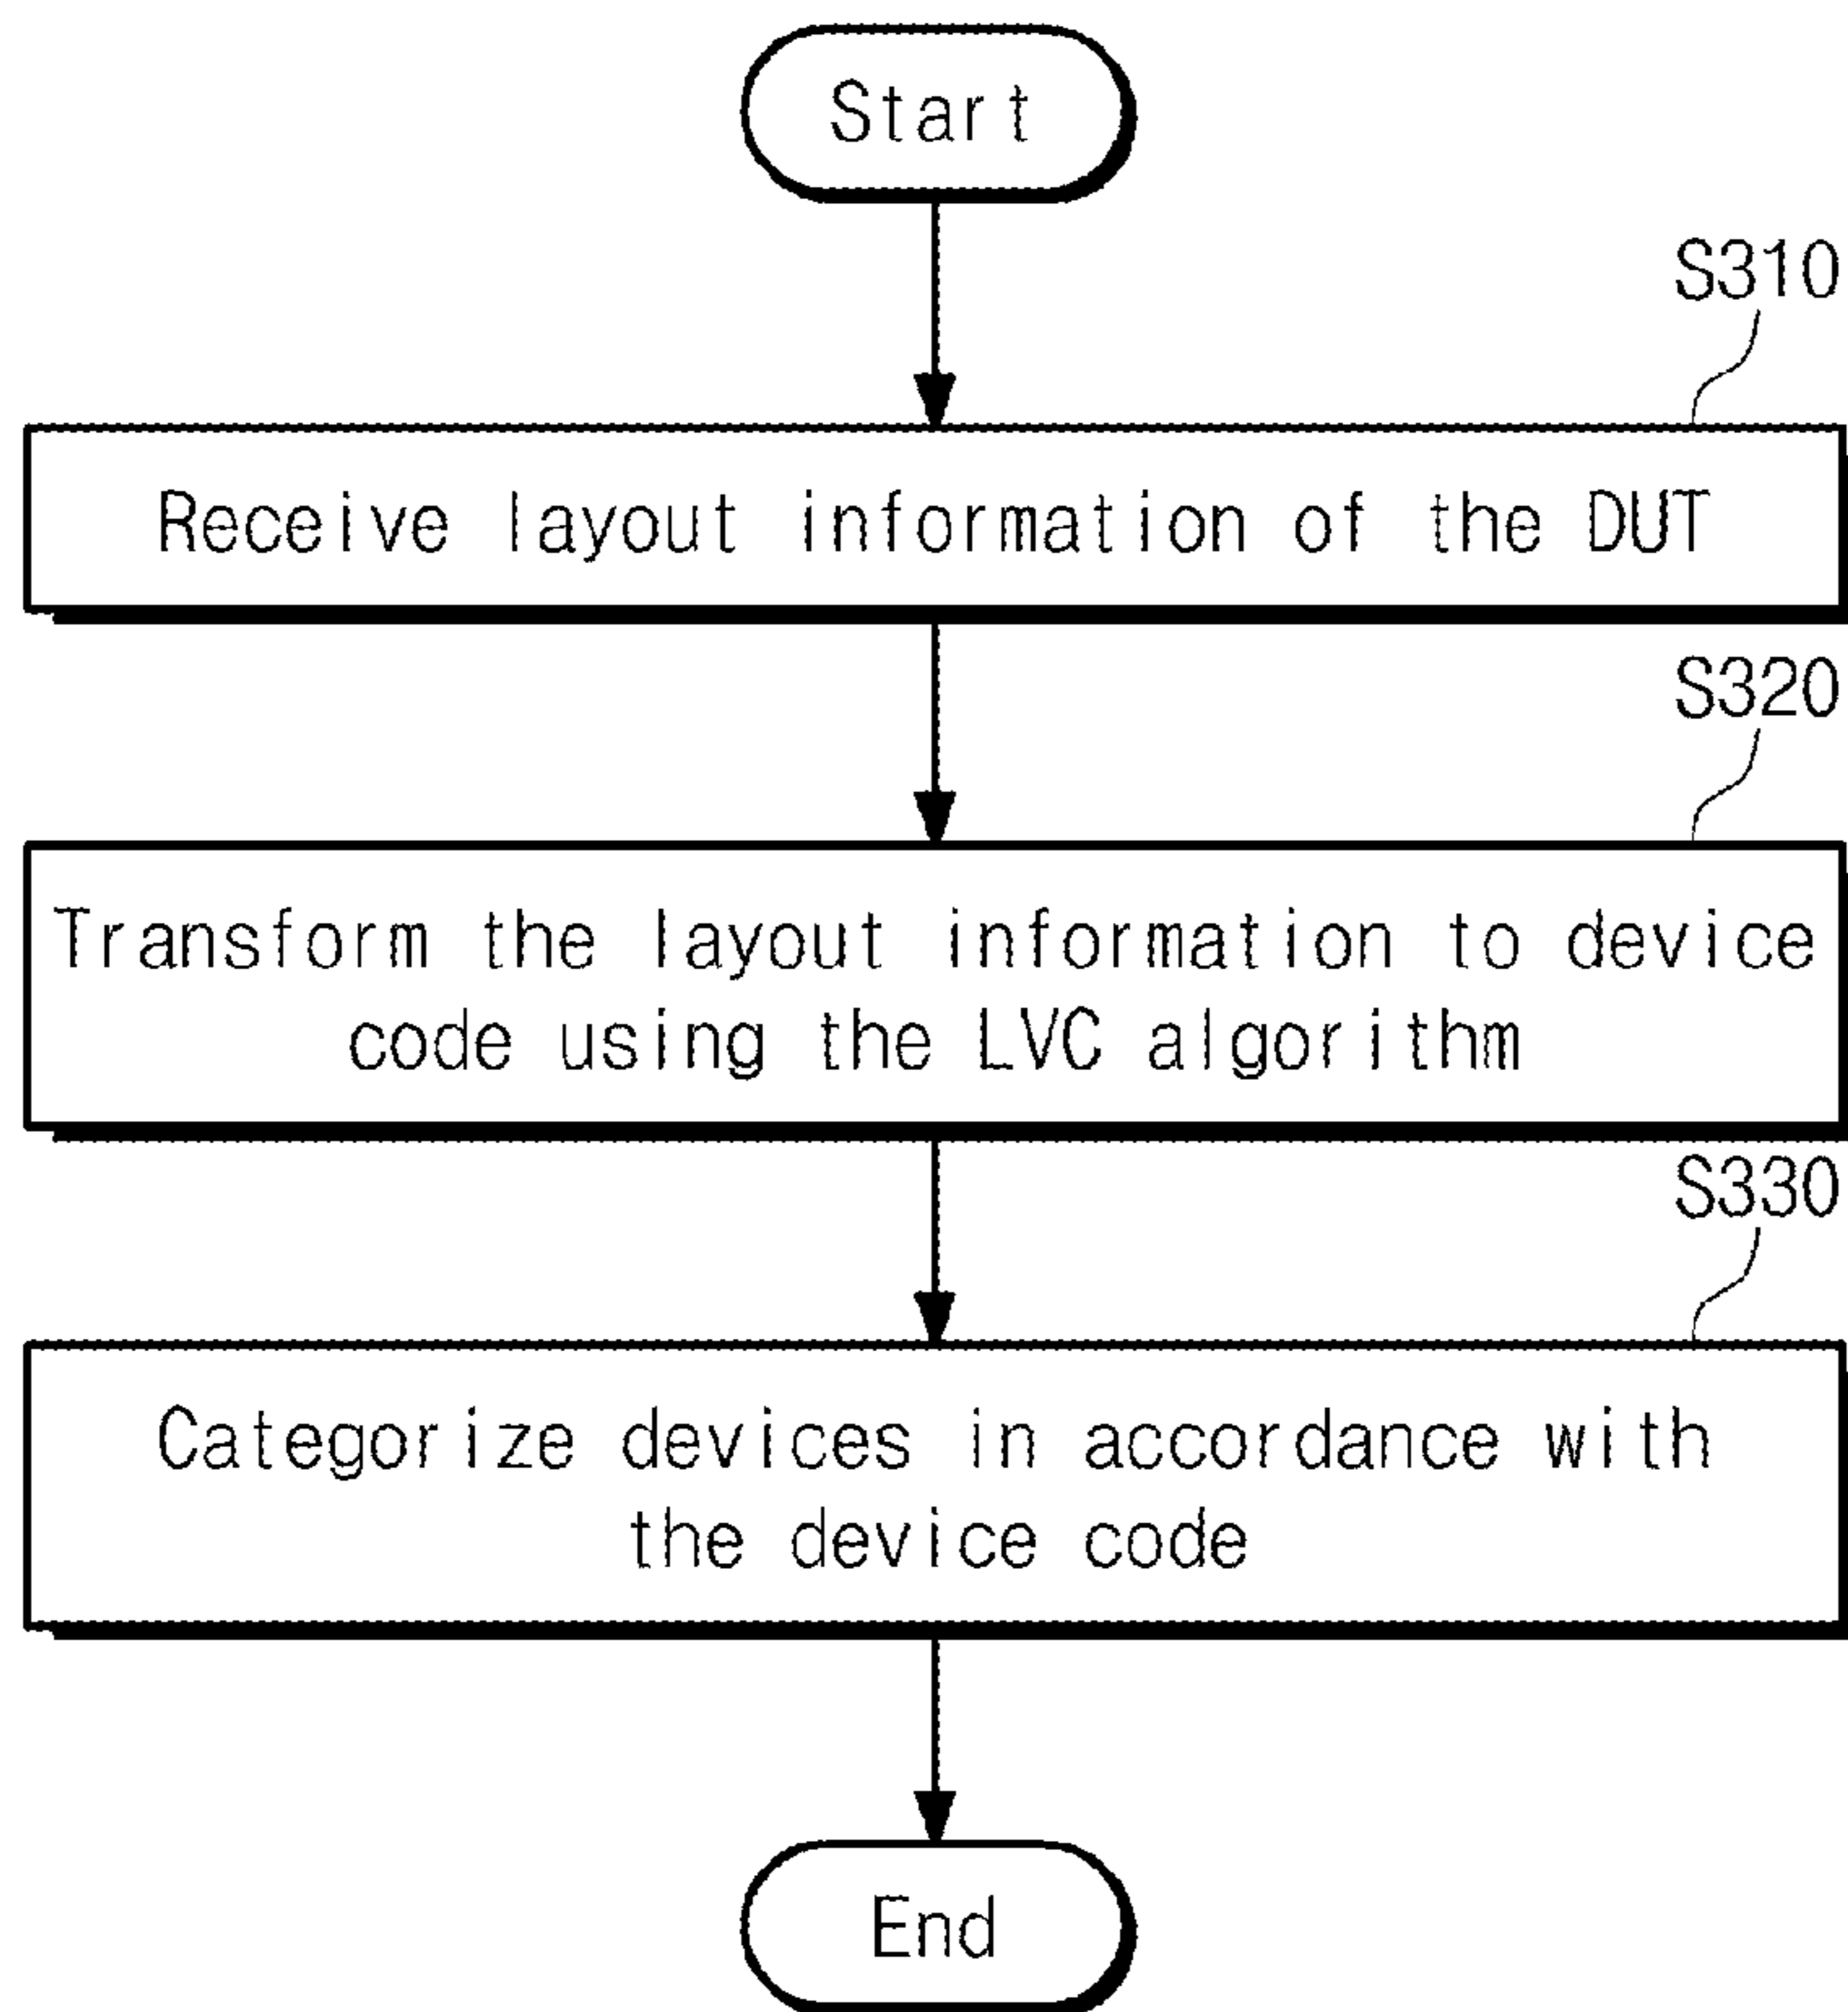 Start
S310
Receive layout information of the DUT
S320
Transform the layout information to device
code using the LVC algorithm
S330
Categorize devices in accordance with
the device code
End